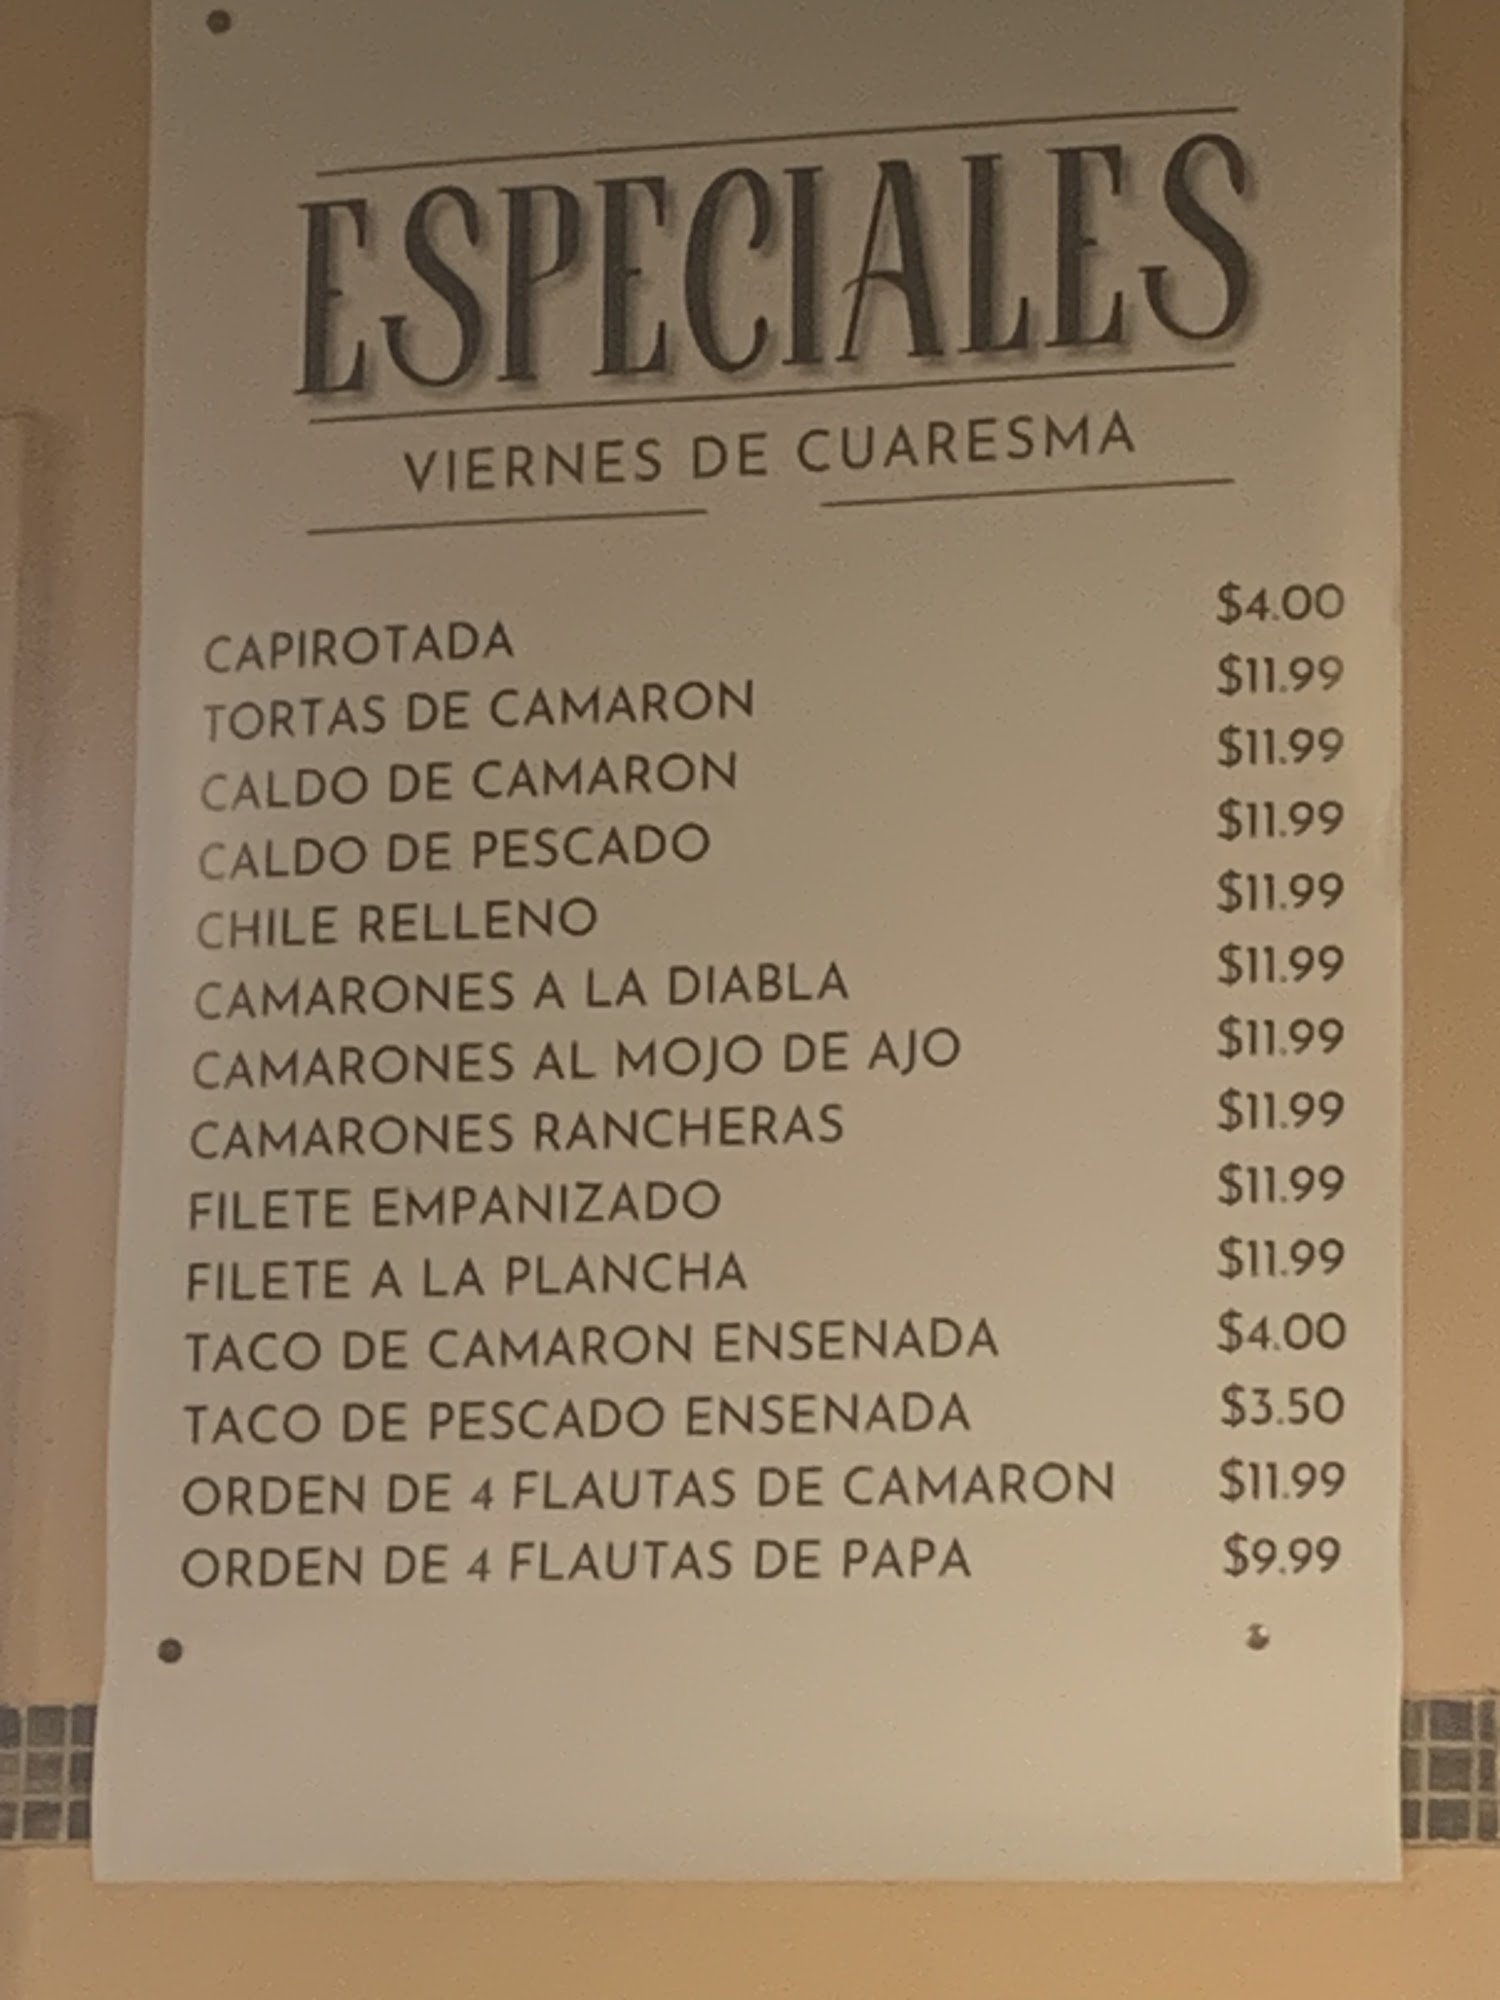 ESPECIALES
VIERNES DE CUARESMA
CAPIROTADA $4.00
TORTAS DE CAMARON $11.99
CALDO DE CAMARON $11.99
CALDO DE PESCADO $11.99
CHILE RELLENO $11.99
CAMARONES A LA DIABLA $11.99
CAMARONES AL MOJO DE AJO $11.99
CAMARONES RANCHERAS $11.99
FILETE EMPANIZADO $11.99
FILETE A LA PLANCHA $11.99
TACO DE CAMARON ENSENADA $4.00
TACO DE PESCADO ENSENADA $3.50
ORDEN DE 4 FLAUTAS DE CAMARON $11.99
ORDEN DE 4 FLAUTAS DE PAPA $9.99